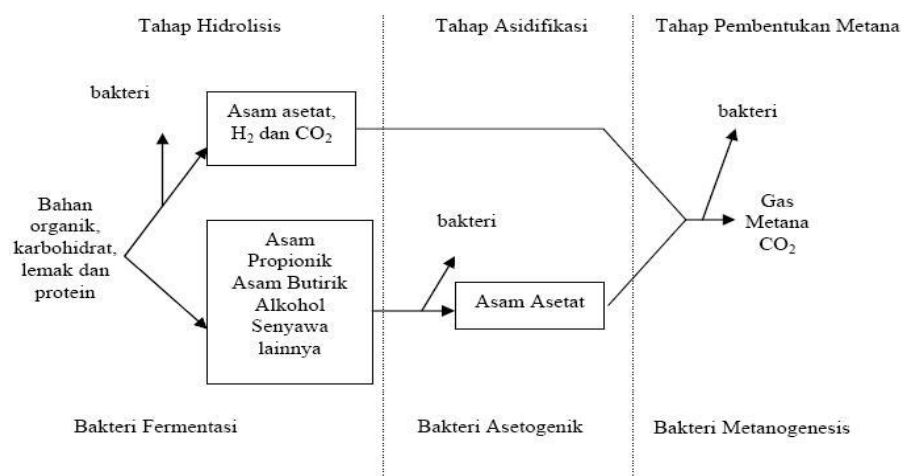 Tahap Hidrolisis
Tahap Asidifikasi
Tahap Pembentukan Metana
bakteri
Asam asetat,
H₂ dan CO₂
bakteri
Bahan
organik,
karbohidrat,
lemak dan
protein
Asam
Propionik
Asam Butirik
Alkohol
Senyawa
lainnya
bakteri
Asam Asetat
Gas
Metana
CO₂
Bakteri Fermentasi
Bakteri Asetogenik
Bakteri Metanogenesis